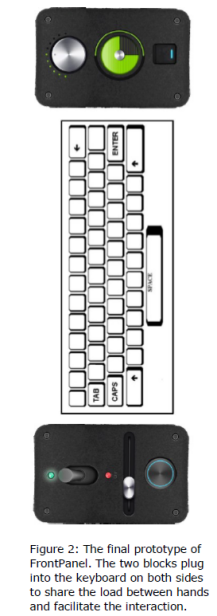 ←
ENTER
↑
SPACE
TAB
CAPS
↑
Figure 2: The final prototype of
FrontPanel. The two blocks plug
into the keyboard on both sides
to share the load between hands
and facilitate the interaction.